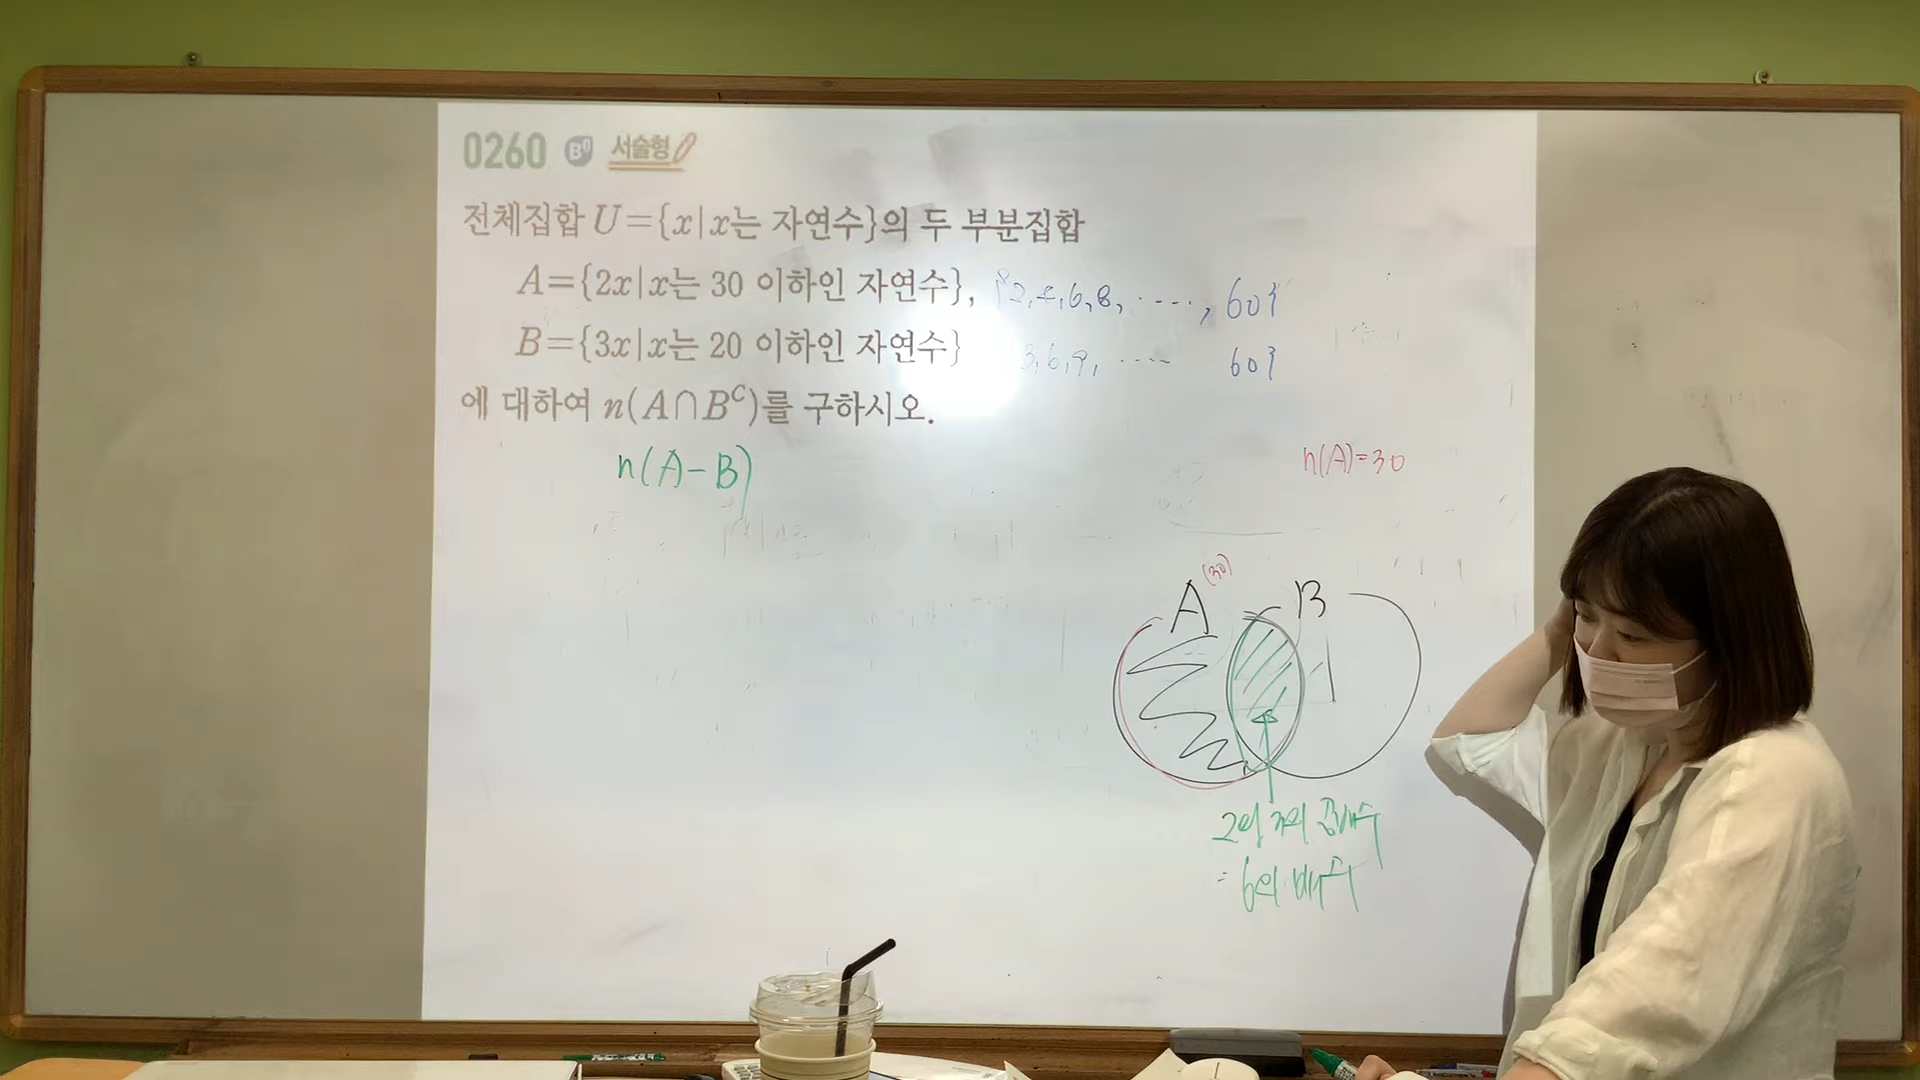 0260 B⁰ 서술형
전체집합 U={x|x는 자연수}의 두 부분집합
A={2x|x는 30 이하인 자연수}, {2,4,6,8, ····, 60}
B={3x|x는 20 이하인 자연수} 3,6,9, ···· 60}
에 대하여 n(A∩Bᶜ)를 구하시오.
n(A-B)
n(A)=30
(30)
A B
2와 3의 공배수
= 6의 배수